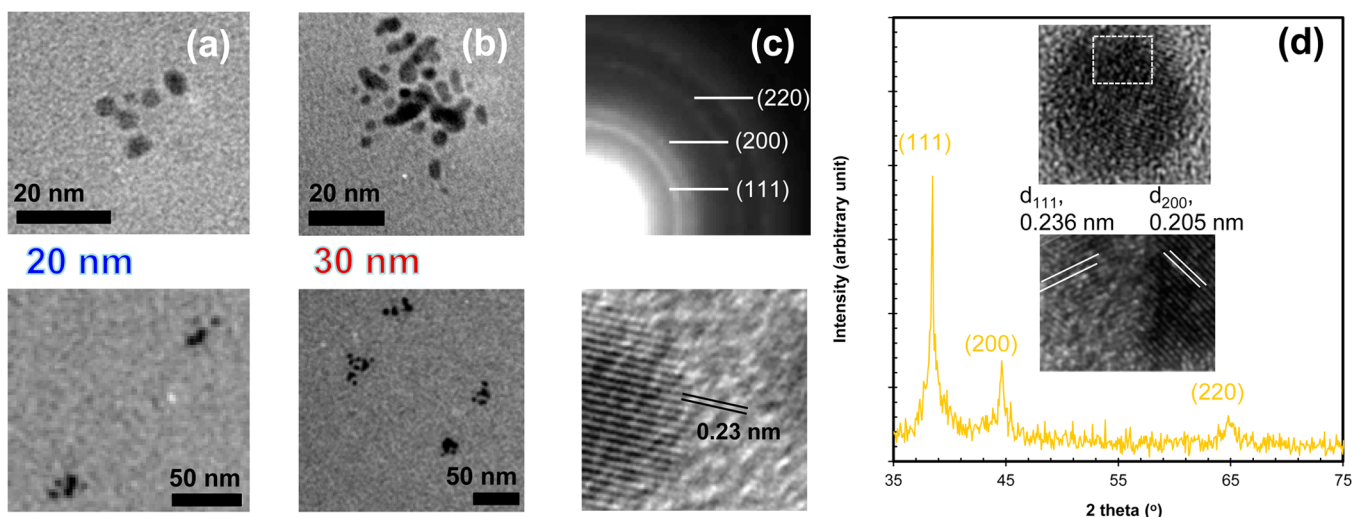 (a)
20 nm
20 nm
50 nm
(b)
20 nm
30 nm
50 nm
(c)
(220)
(200)
(111)
0.23 nm
(d)
Intensity (arbitrary unit)
(111)
(200)
(220)
d₁₁₁,
0.236 nm
d₂₀₀,
0.205 nm
35
45
55
65
75
2 theta (º)